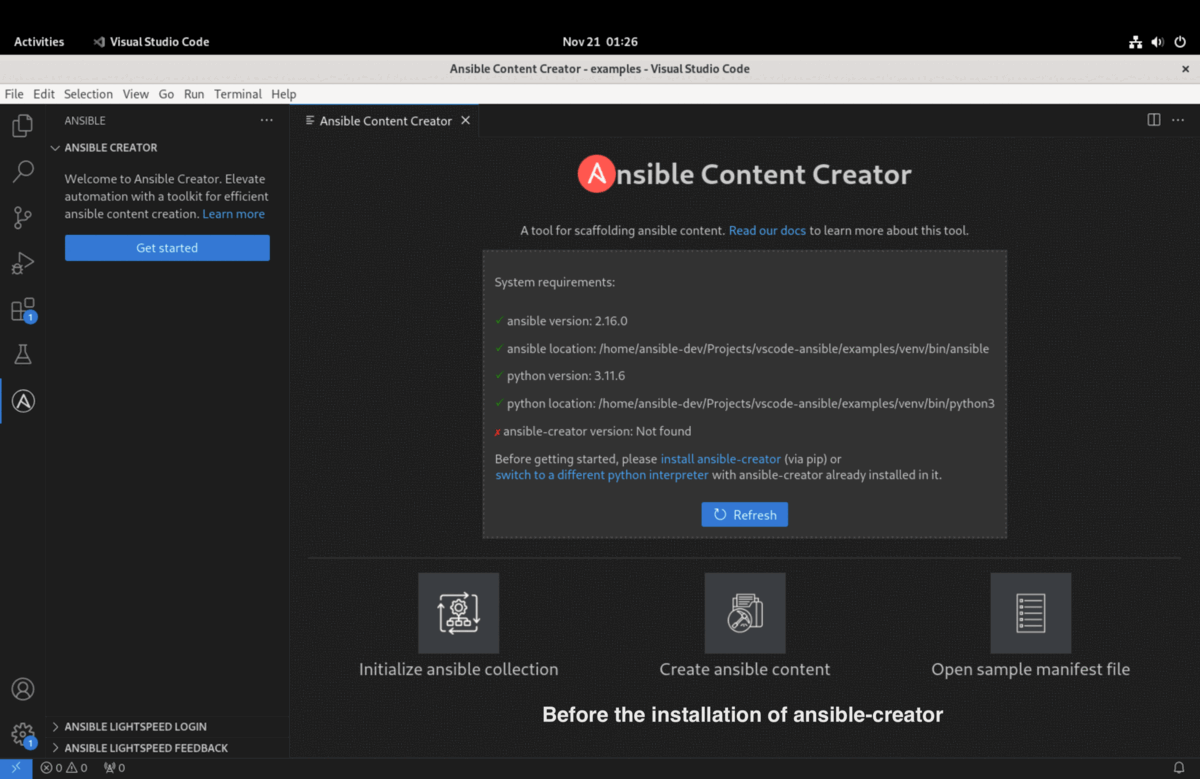 Activities Visual Studio Code Nov 21 01:26
Ansible Content Creator - examples - Visual Studio Code
File Edit Selection View Go Run Terminal Help
ANSIBLE
ANSIBLE CREATOR
Welcome to Ansible Creator. Elevate
automation with a toolkit for efficient
ansible content creation. Learn more
Get started
1
ANSIBLE LIGHTSPEED LOGIN
ANSIBLE LIGHTSPEED FEEDBACK
1
Ansible Content Creator
Ansible Content Creator
A tool for scaffolding ansible content. Read our docs to learn more about this tool.
System requirements:
✓ ansible version: 2.16.0
✓ ansible location: /home/ansible-dev/Projects/vscode-ansible/examples/venv/bin/ansible
✓ python version: 3.11.6
✓ python location: /home/ansible-dev/Projects/vscode-ansible/examples/venv/bin/python3
✗ ansible-creator version: Not found
Before getting started, please install ansible-creator (via pip) or
switch to a different python interpreter with ansible-creator already installed in it.
Refresh
Initialize ansible collection
Create ansible content
Open sample manifest file
Before the installation of ansible-creator
0 0 0